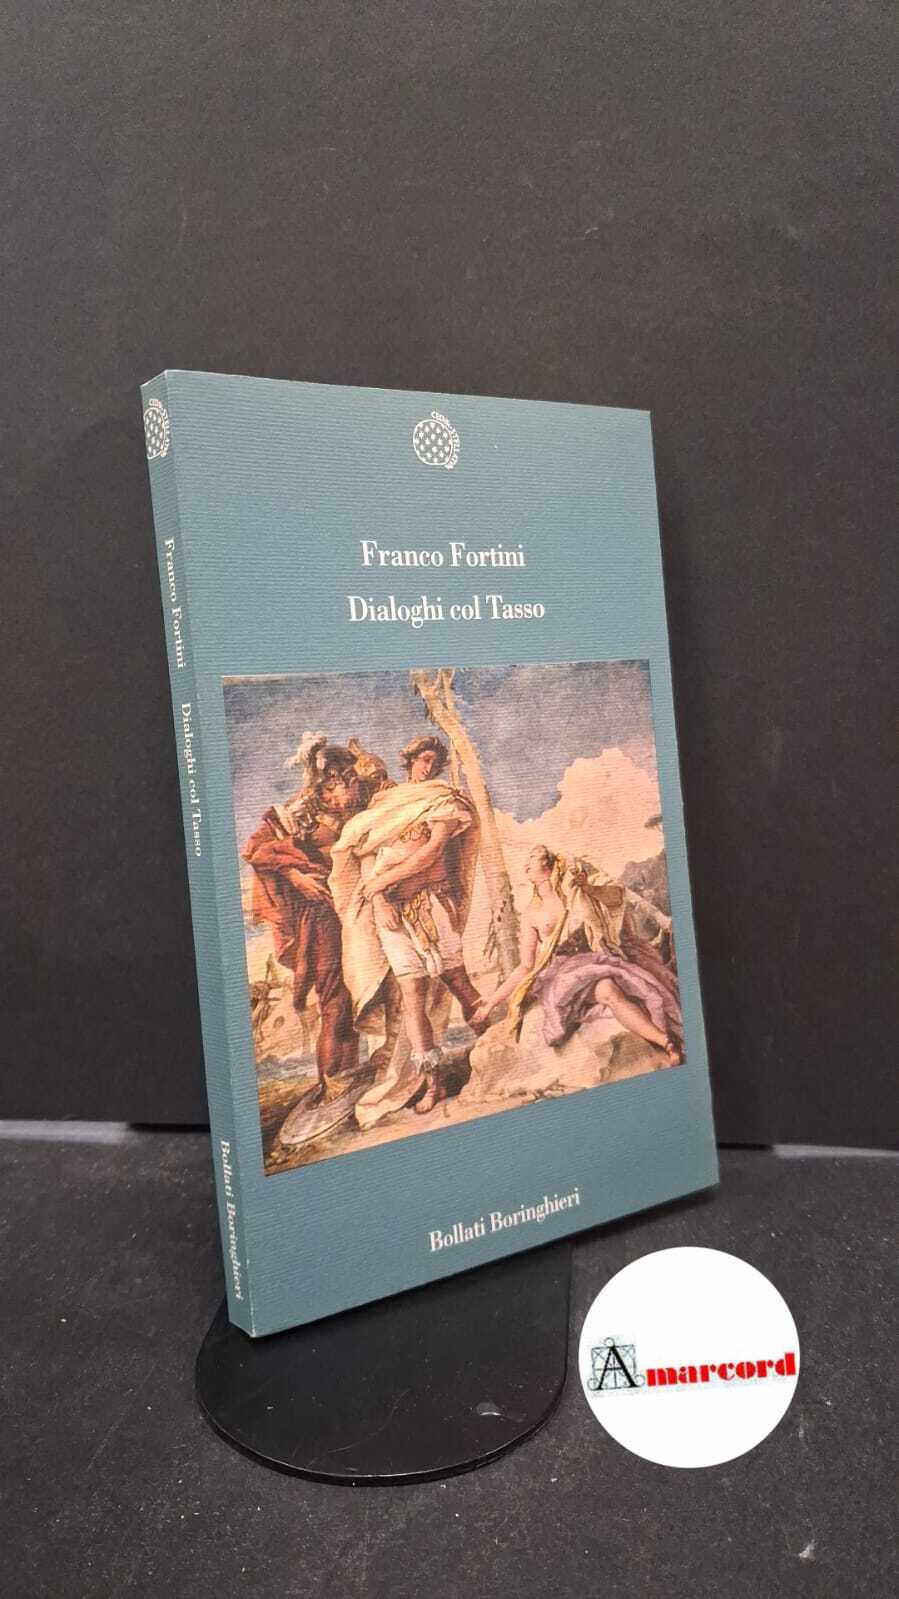 Franco Fortini
Dialoghi col Tasso
Bollati Boringhieri
Franco Fortini Dialoghi col Tasso Bollati Boringhieri
Amarcord